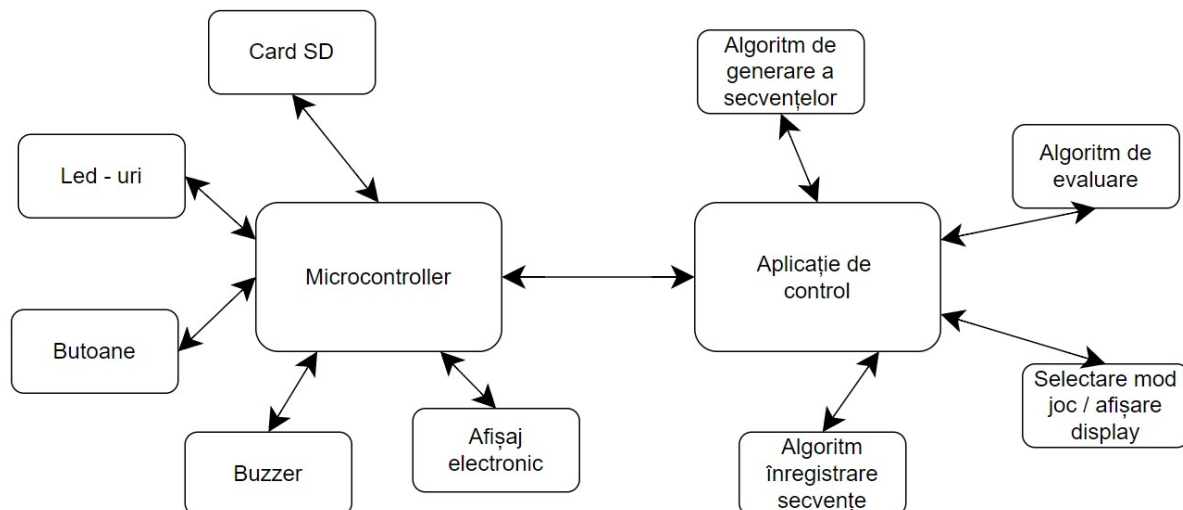 Card SD
Led - uri
Microcontroller
Butoane
Buzzer
Afișaj
electronic
Algoritm de
generare a
secvențelor
Algoritm de
evaluare
Aplicație de
control
Selectare mod
joc / afișare
display
Algoritm
înregistrare
secvențe